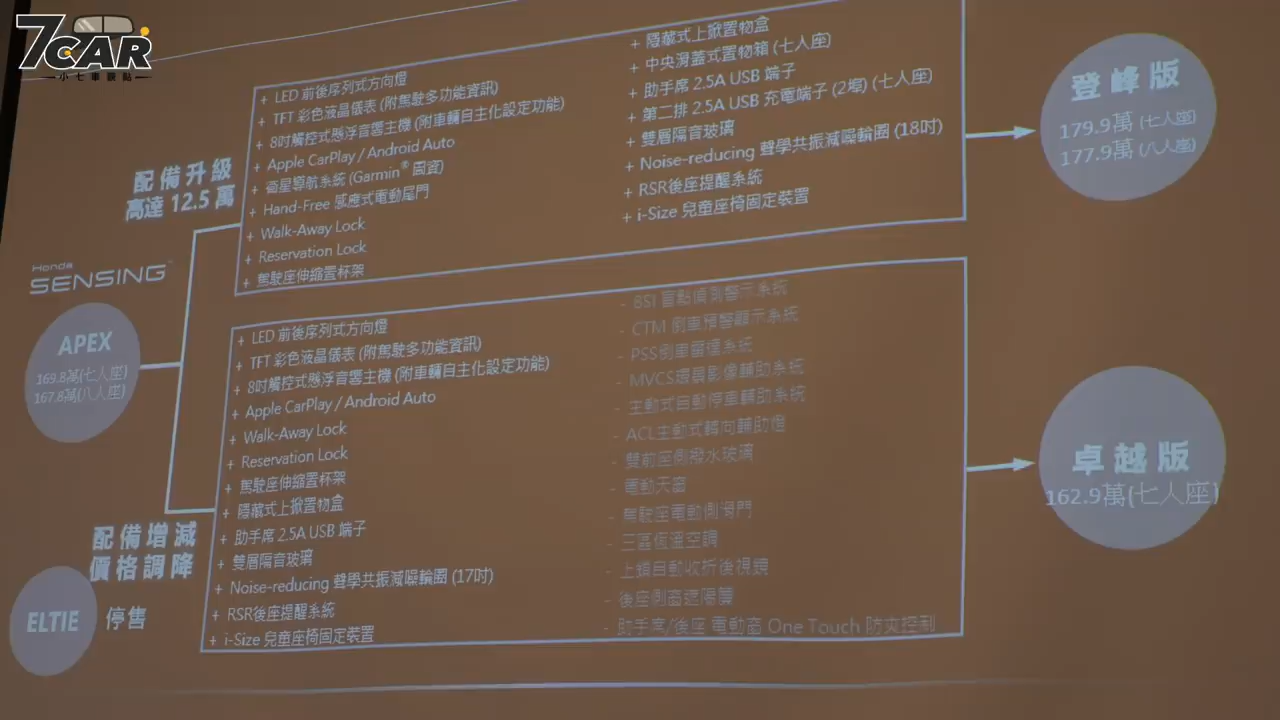 7CAR
小七車觀點
配備升級
高達 12.5 萬
+ LED 前後序列式方向燈
+ TFT 彩色液晶儀表 (附駕駛多功能資訊)
+ 8吋觸控式懸浮音響主機 (附車輛自主化設定功能)
+ Apple CarPlay / Android Auto
+ 衛星導航系統 (Garmin® 圖資)
+ Hand-Free 感應式電動尾門
+ Walk-Away Lock
+ Reservation Lock
+ 駕駛座伸縮置杯架
+ 隱藏式上掀置物盒
+ 中央滑蓋式置物箱 (七人座)
+ 助手席 2.5A USB 端子
+ 第二排 2.5A USB 充電端子 (2埠) (七人座)
+ 雙層隔音玻璃
+ Noise-reducing 聲學共振減噪輪圈 (18吋)
+ RSR後座提醒系統
+ i-Size 兒童座椅固定裝置
登峰版
179.9萬 (七人座)
177.9萬 (八人座)
Honda
SENSING™
APEX
169.8萬(七人座)
167.8萬(八人座)
配備增減
價格調降
ELTIE
停售
+ LED 前後序列式方向燈
+ TFT 彩色液晶儀表 (附駕駛多功能資訊)
+ 8吋觸控式懸浮音響主機 (附車輛自主化設定功能)
+ Apple CarPlay / Android Auto
+ Walk-Away Lock
+ Reservation Lock
+ 駕駛座伸縮置杯架
+ 隱藏式上掀置物盒
+ 助手席 2.5A USB 端子
+ 雙層隔音玻璃
+ Noise-reducing 聲學共振減噪輪圈 (17吋)
+ RSR後座提醒系統
+ i-Size 兒童座椅固定裝置
- BSI 盲點偵測警示系統
- CTM 倒車預警顯示系統
- PSS倒車雷達系統
- MVCS環景影像輔助系統
- 主動式自動停車輔助系統
- ACL主動式轉向輔助燈
- 雙前座側撥水玻璃
- 電動天窗
- 駕駛座電動側滑門
- 三區恆溫空調
- 上鎖自動收折後視鏡
- 後座側窗遮陽簾
- 助手席/後座 電動窗 One Touch 防夾控制
卓越版
162.9萬(七人座)